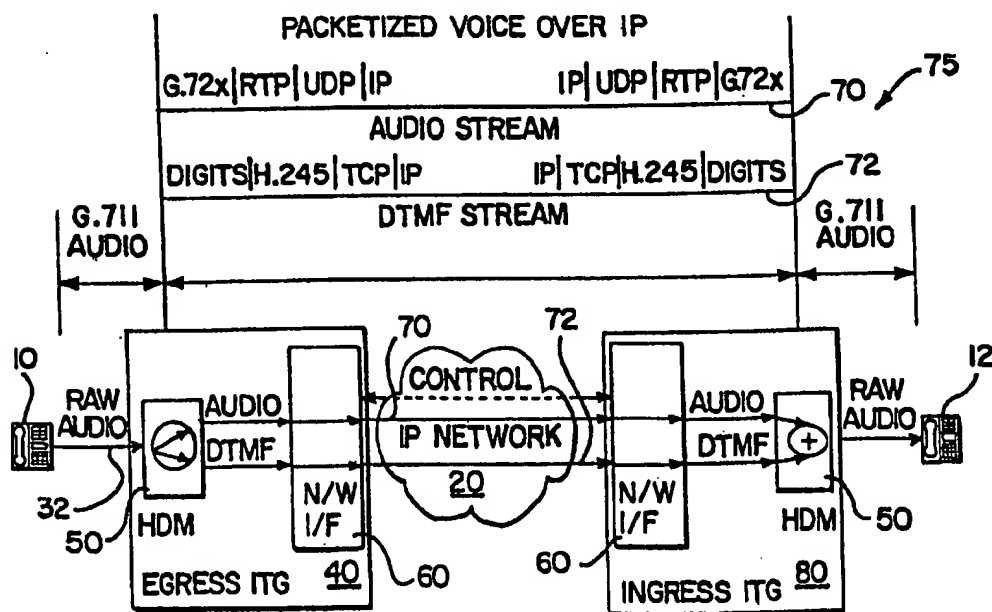 PACKETIZED VOICE OVER IP
G.72x|RTP|UDP|IP IP|UDP|RTP|G.72x 75
70
AUDIO STREAM
DIGITS|H.245|TCP|IP IP|TCP|H.245|DIGITS 72
DTMF STREAM
G.711 AUDIO
G.711 AUDIO
10
RAW AUDIO
32
50
HDM
AUDIO
DTMF
N/W I/F
60
EGRESS ITG 40
70
72
CONTROL
IP NETWORK
20
N/W I/F
60
AUDIO
DTMF
HDM
50
INGRESS ITG 80
RAW AUDIO
12